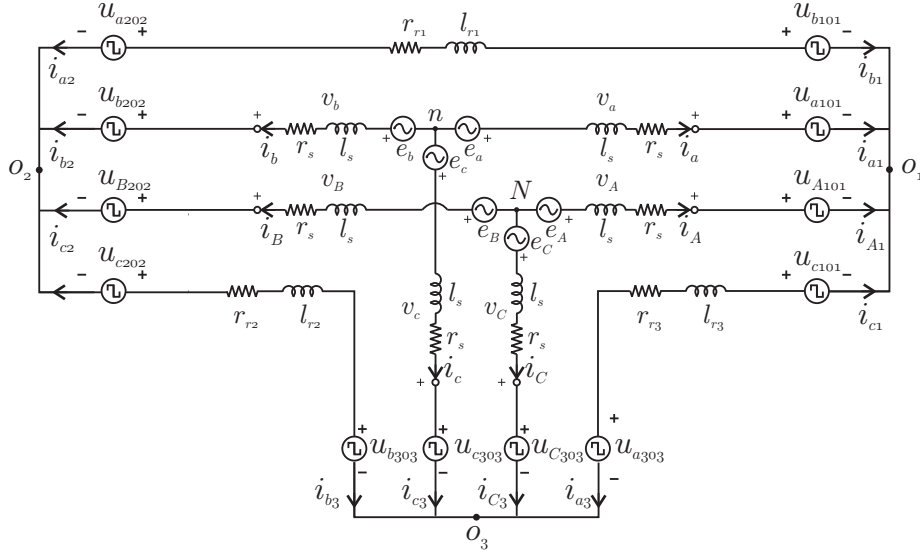 u_{a202} r_{r1} l_{r1} u_{b101}
− + + −
i_{a2} i_{b1}
u_{b202} v_b n v_a u_{a101}
− + + + + + + −
i_{b2} i_b r_s l_s e_b e_a l_s r_s i_a i_{a1}
e_c
+
o_2 o_1
u_{B202} v_B N v_A u_{A101}
− + + + + + + −
i_{c2} i_B r_s l_s e_B e_A l_s r_s i_A i_{A1}
e_C
+
u_{c202} u_{c101}
− + + −
r_{r2} l_{r2} v_c l_s v_C l_s r_{r3} l_{r3} i_{c1}
r_s r_s
i_c i_C
+ +
+ + + +
u_{b303} u_{c303} u_{C303} u_{a303}
− − − −
i_{b3} i_{c3} i_{C3} i_{a3}
o_3